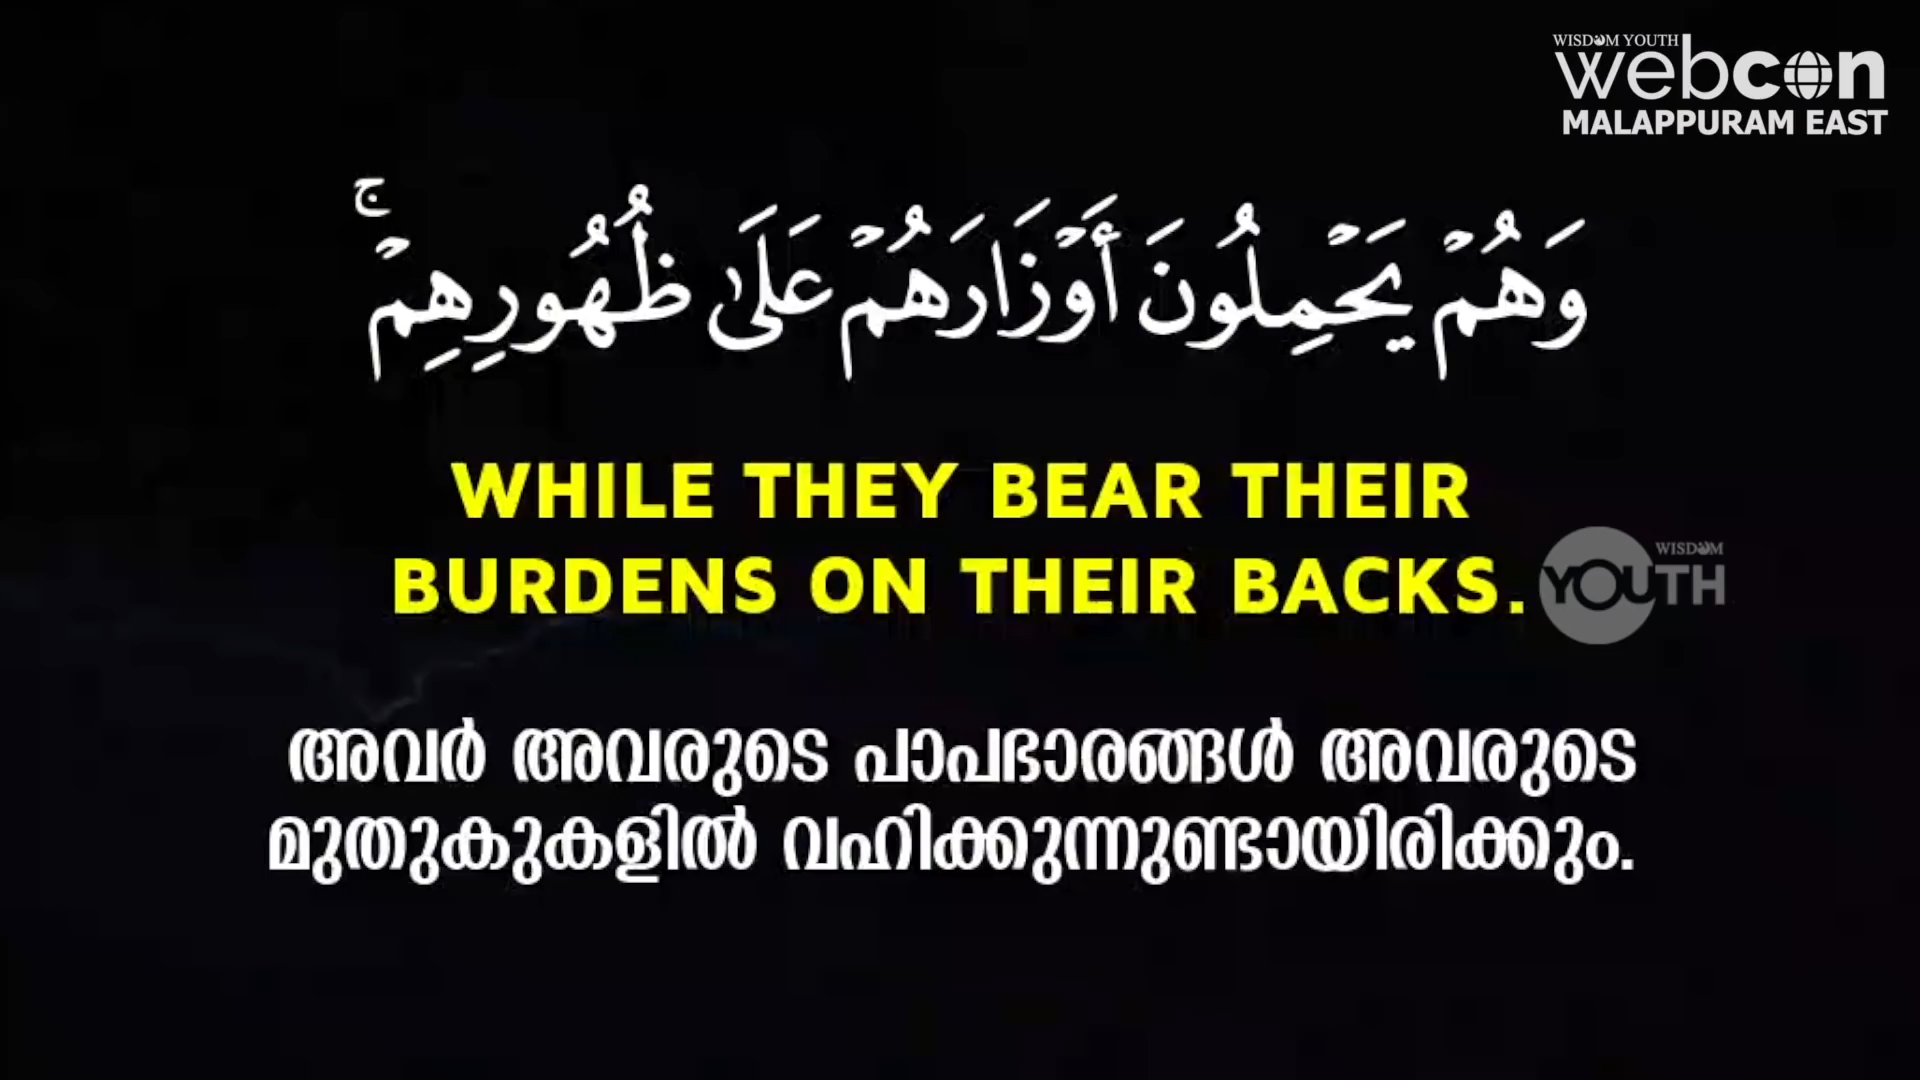 WISDOM YOUTH
webcon
MALAPPURAM EAST
وَهُمْ يَحْمِلُونَ أَوْزَارَهُمْ عَلَىٰ ظُهُورِهِمْ ۚ
WHILE THEY BEAR THEIR
BURDENS ON THEIR BACKS.
WISDOM
YOUTH
അവർ അവരുടെ പാപഭാരങ്ങൾ അവരുടെ
മുതുകുകളിൽ വഹിക്കുന്നുണ്ടായിരിക്കും.